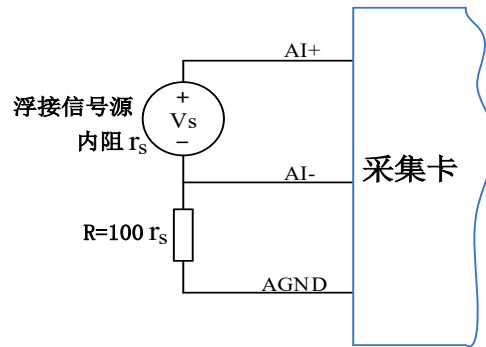 AI+
浮接信号源
内阻 rs
+
Vs
−
采集卡
AI-
R=100 rs
AGND